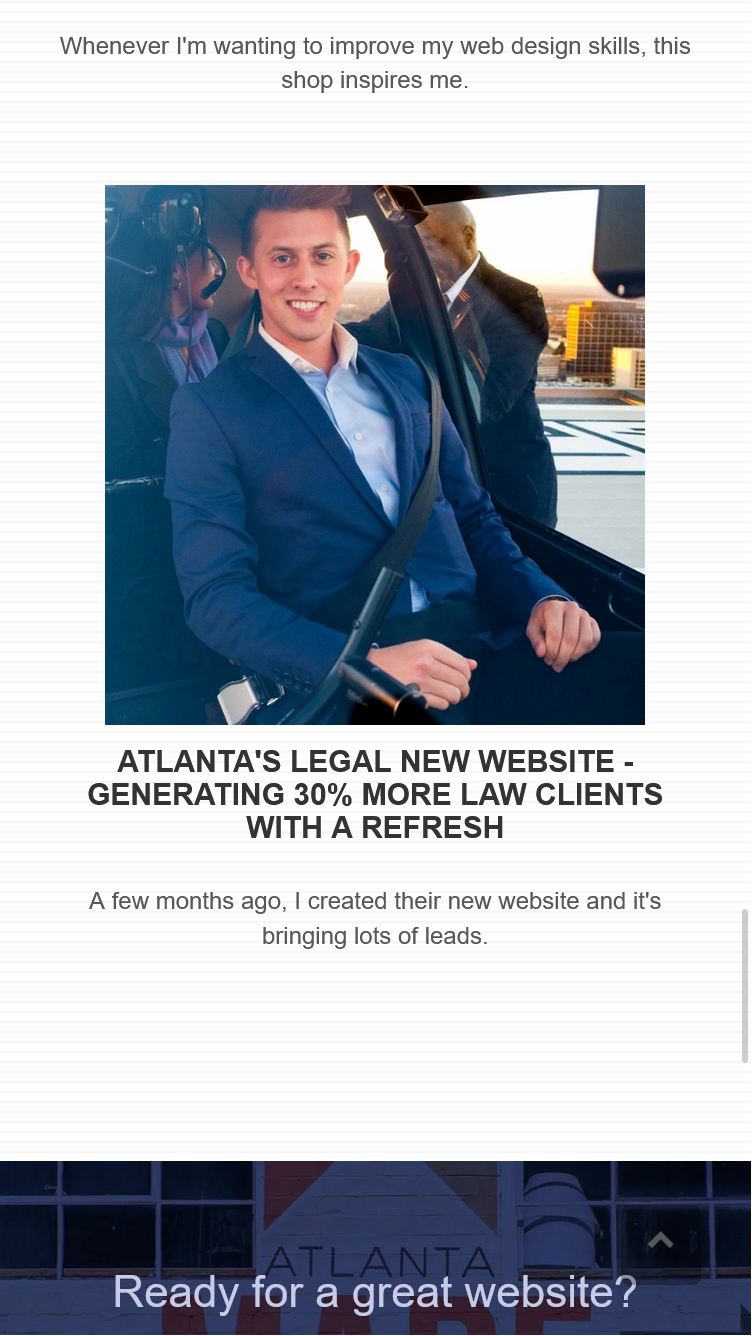 Whenever I'm wanting to improve my web design skills, this
shop inspires me.
ATLANTA'S LEGAL NEW WEBSITE -
GENERATING 30% MORE LAW CLIENTS
WITH A REFRESH
A few months ago, I created their new website and it's
bringing lots of leads.
ATLANTA
Ready for a great website?
MADE